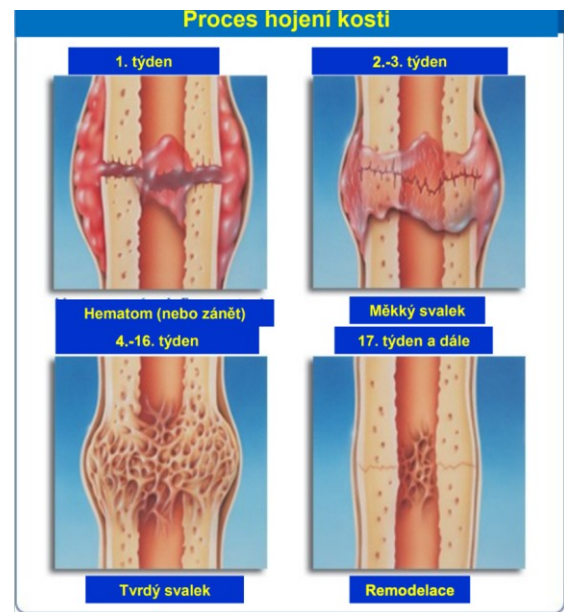 Proces hojení kosti
1. týden
2.-3. týden
Hematom (nebo zánět)
Měkký svalek
4.-16. týden
17. týden a dále
Tvrdý svalek
Remodelace